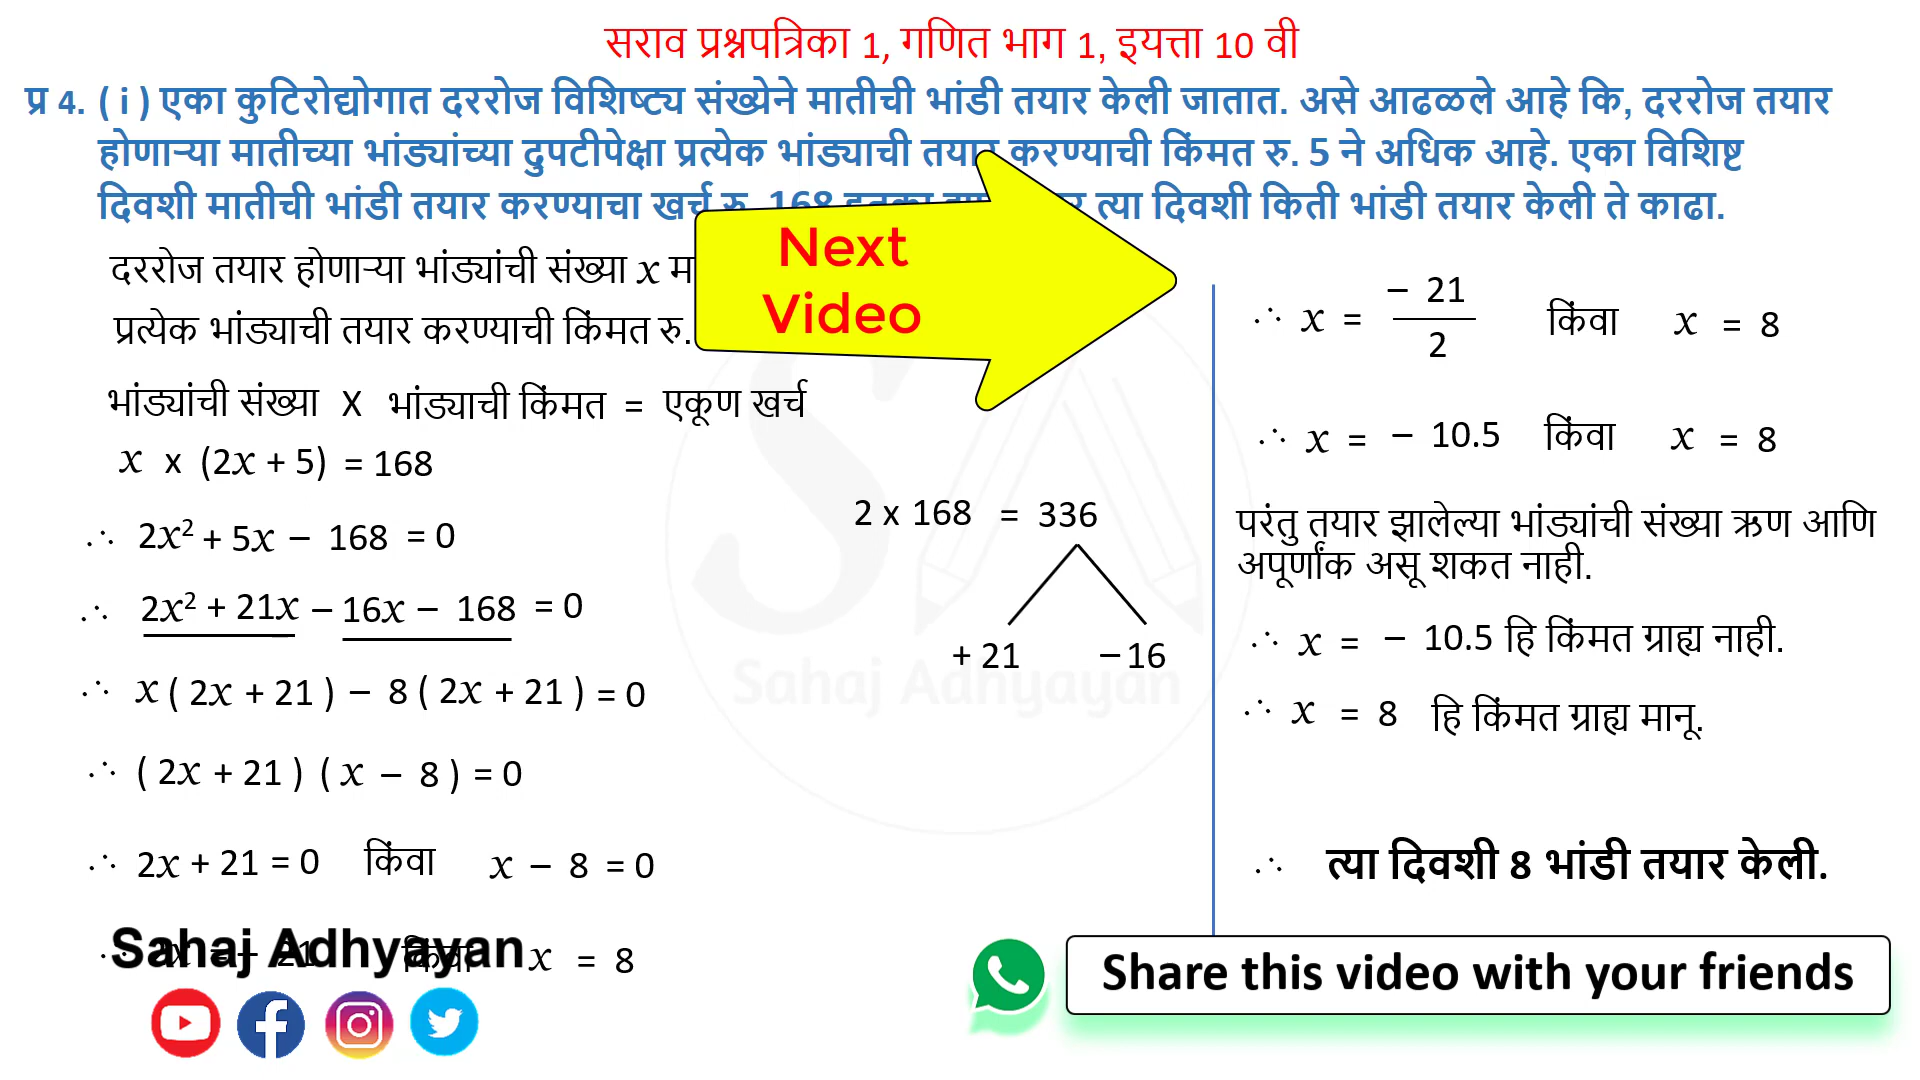 सराव प्रश्नपत्रिका 1, गणित भाग 1, इयत्ता 10 वी
प्र 4. ( i ) एका कुटिरोद्योगात दररोज विशिष्ट्य संख्येने मातीची भांडी तयार केली जातात. असे आढळले आहे कि, दररोज तयार
होणाऱ्या मातीच्या भांड्यांच्या दुपटीपेक्षा प्रत्येक भांड्याची तयार करण्याची किंमत रु. 5 ने अधिक आहे. एका विशिष्ट
दिवशी मातीची भांडी तयार करण्याचा खर्च रु. 168 त्या दिवशी किती भांडी तयार केली ते काढा.
दररोज तयार होणाऱ्या भांड्यांची संख्या x
प्रत्येक भांड्याची तयार करण्याची किंमत रु.
भांड्यांची संख्या X भांड्याची किंमत = एकूण खर्च
x x (2x + 5) = 168
∴ 2x² + 5x – 168 = 0
∴ 2x² + 21x – 16x – 168 = 0
∴ x ( 2x + 21 ) – 8 ( 2x + 21 ) = 0
∴ ( 2x + 21 ) ( x – 8 ) = 0
∴ 2x + 21 = 0 किंवा x – 8 = 0
∴ x = – 21 किंवा x = 8
Next
Video
2 x 168 = 336
+ 21 – 16
Sahaj Adhyayan
∴ x = – 21
2
किंवा x = 8
∴ x = – 10.5 किंवा x = 8
परंतु तयार झालेल्या भांड्यांची संख्या ऋण आणि
अपूर्णांक असू शकत नाही.
∴ x = – 10.5 हि किंमत ग्राह्य नाही.
∴ x = 8 हि किंमत ग्राह्य मानू.
∴ त्या दिवशी 8 भांडी तयार केली.
Sahaj Adhyayan
Share this video with your friends